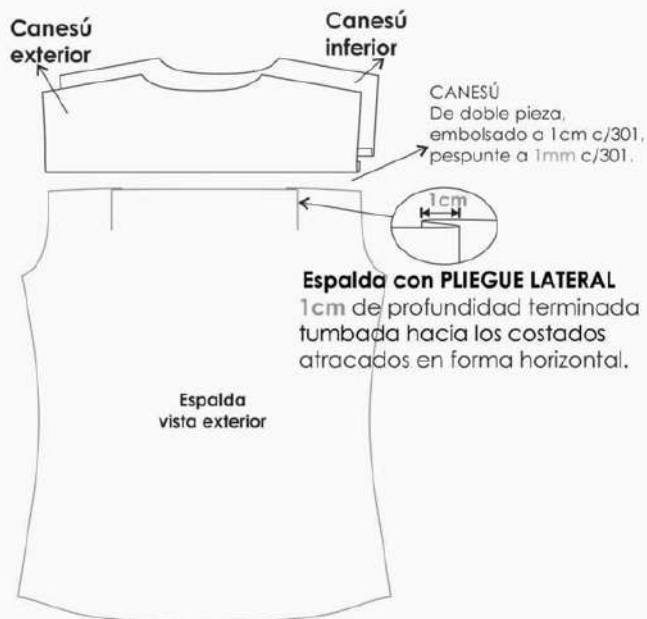 Canesú
exterior
Canesú
inferior
CANESÚ
De doble pieza,
embolsado a 1cm c/301,
pespunte a 1mm c/301.
1cm
Espalda con PLIEGUE LATERAL
1cm de profundidad terminada
tumbada hacia los costados
atracados en forma horizontal.
Espalda
vista exterior